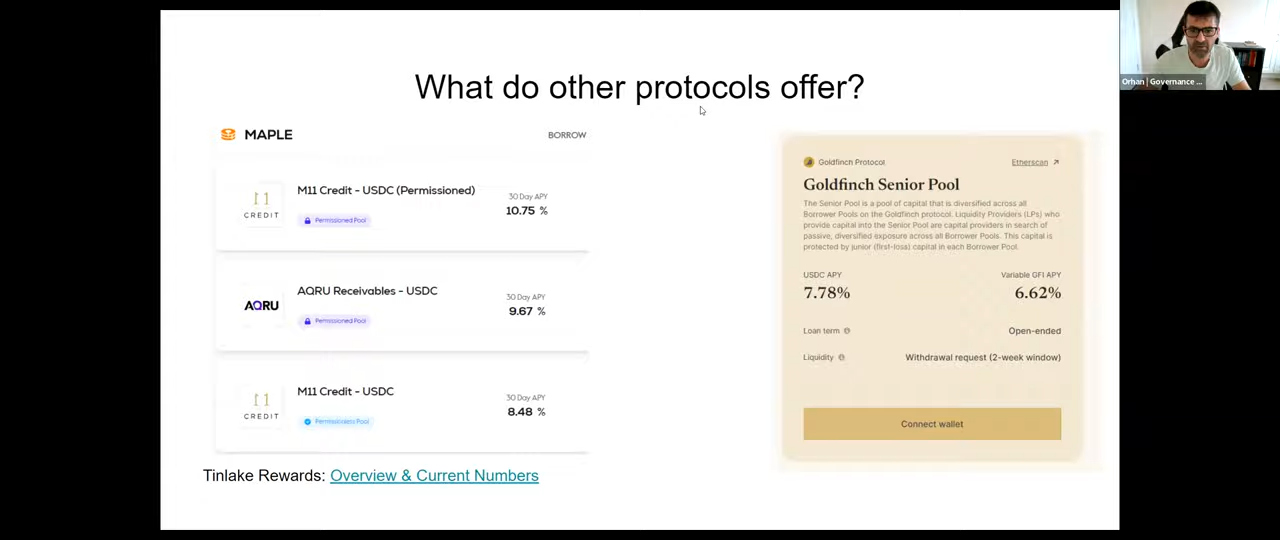 What do other protocols offer?
MAPLE
BORROW
CREDIT
M11 Credit - USDC (Permissioned)
Permissioned Pool
30 Day APY
10.75 %
AQRU
AQRU Receivables - USDC
Permissioned Pool
30 Day APY
9.67 %
CREDIT
M11 Credit - USDC
Permissionless Pool
30 Day APY
8.48 %
Tinlake Rewards: Overview & Current Numbers
Goldfinch Protocol
Etherscan
Goldfinch Senior Pool
The Senior Pool is a pool of capital that is diversified across all
Borrower Pools on the Goldfinch protocol. Liquidity Providers (LPs) who
provide capital into the Senior Pool are capital providers in search of
passive, diversified exposure across all Borrower Pools. This capital is
protected by junior (first-loss) capital in each Borrower Pool.
USDC APY
Variable GFI APY
7.78%
6.62%
Loan term
Open-ended
Liquidity
Withdrawal request (2-week window)
Connect wallet
Orhan | Governance ...